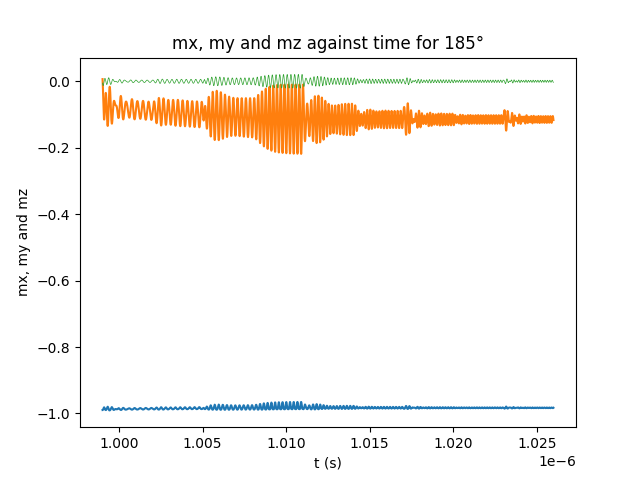 mx, my and mz against time for 185°
mx, my and mz
0.0
−0.2
−0.4
−0.6
−0.8
−1.0
1.000 1.005 1.010 1.015 1.020 1.025
1e−6
t (s)